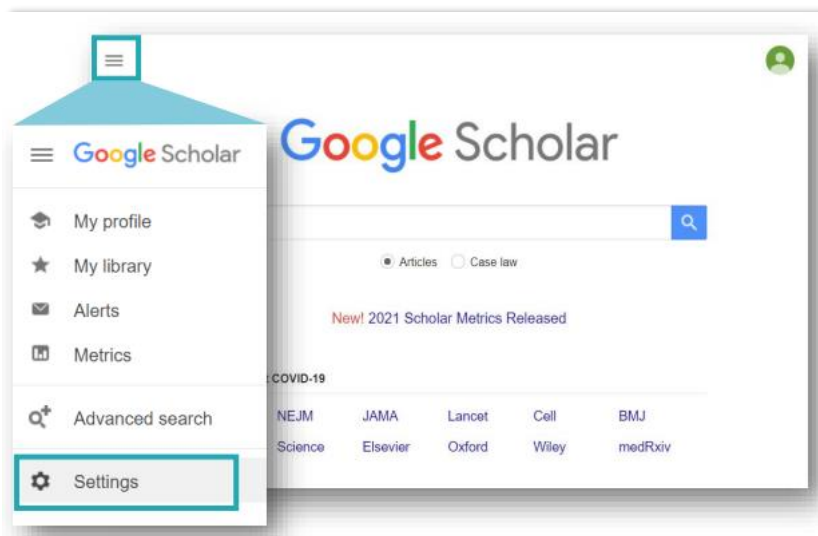 Google Scholar
My profile
My library
Alerts
Metrics
Advanced search
Settings
Google Scholar
Articles Case law
New! 2021 Scholar Metrics Released
COVID-19
NEJM JAMA Lancet Cell BMJ
Science Elsevier Oxford Wiley medRxiv